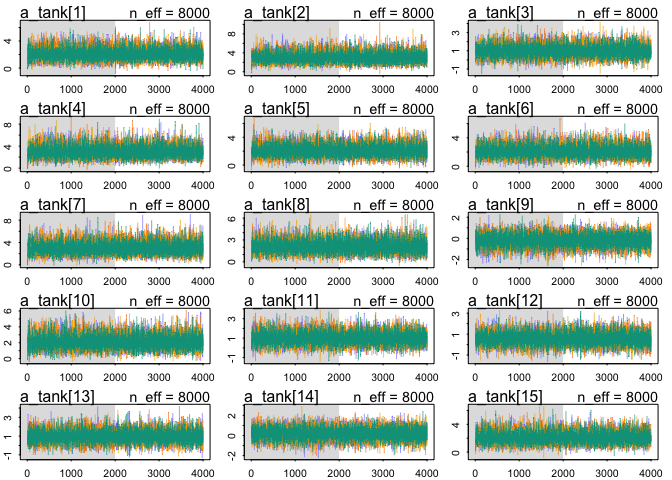 a_tank[1] n_eff = 8000 a_tank[2] n_eff = 8000 a_tank[3] n_eff = 8000
0 4
0 4 8
-1 1 3
0 1000 2000 3000 4000 0 1000 2000 3000 4000 0 1000 2000 3000 4000
a_tank[4] n_eff = 8000 a_tank[5] n_eff = 8000 a_tank[6] n_eff = 8000
0 4 8
0 4
0 4
0 1000 2000 3000 4000 0 1000 2000 3000 4000 0 1000 2000 3000 4000
a_tank[7] n_eff = 8000 a_tank[8] n_eff = 8000 a_tank[9] n_eff = 8000
0 4 8
0 3 6
-2 0 2
0 1000 2000 3000 4000 0 1000 2000 3000 4000 0 1000 2000 3000 4000
a_tank[10] n_eff = 8000 a_tank[11] n_eff = 8000 a_tank[12] n_eff = 8000
0 2 4 6
-1 1 3
-1 1 3
0 1000 2000 3000 4000 0 1000 2000 3000 4000 0 1000 2000 3000 4000
a_tank[13] n_eff = 8000 a_tank[14] n_eff = 8000 a_tank[15] n_eff = 8000
-1 1 3
-2 0 2
0 4
0 1000 2000 3000 4000 0 1000 2000 3000 4000 0 1000 2000 3000 4000